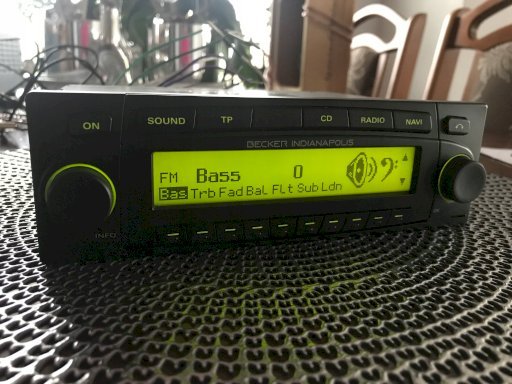 ON SOUND TP CD RADIO NAVI
BECKER INDIANAPOLIS
FM Bass 0
Bas Trb Fad Bal Flt Sub Ldn
INFO